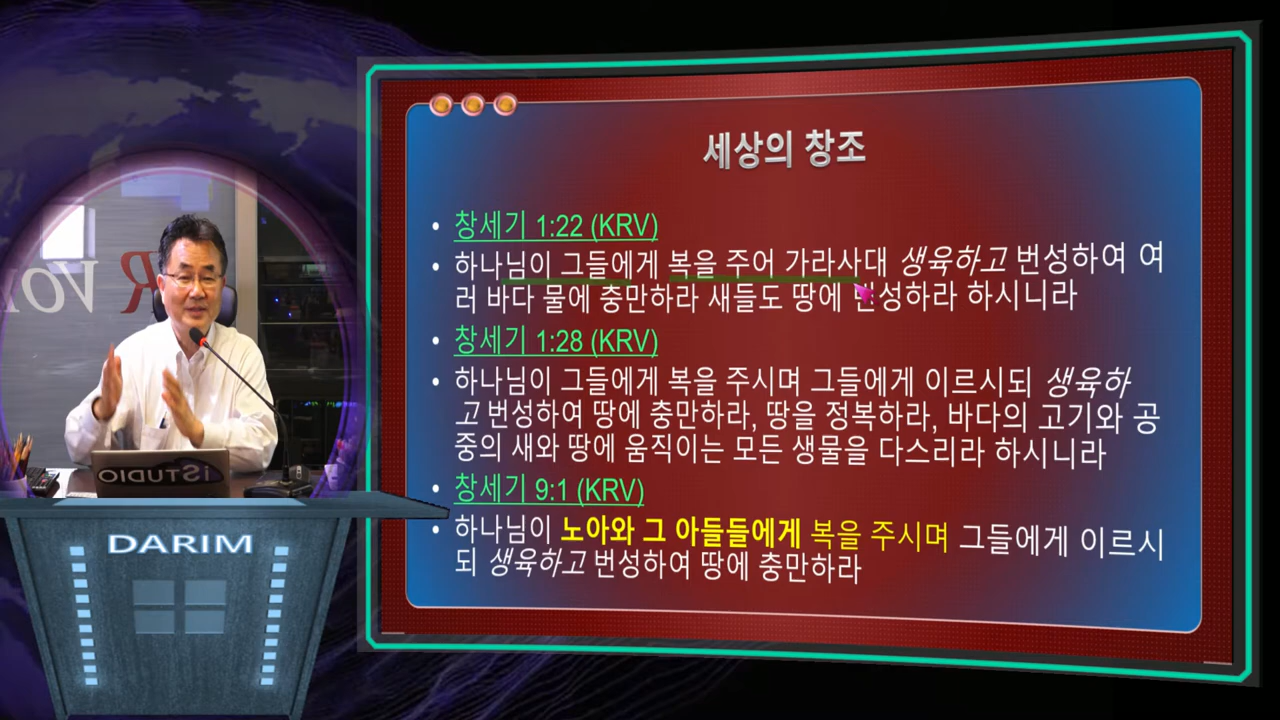 세상의 창조
• 창세기 1:22 (KRV)
• 하나님이 그들에게 복을 주어 가라사대 생육하고 번성하여 여
러 바다 물에 충만하라 새들도 땅에 번성하라 하시니라
• 창세기 1:28 (KRV)
• 하나님이 그들에게 복을 주시며 그들에게 이르시되 생육하
고 번성하여 땅에 충만하라, 땅을 정복하라, 바다의 고기와 공
중의 새와 땅에 움직이는 모든 생물을 다스리라 하시니라
• 창세기 9:1 (KRV)
• 하나님이 노아와 그 아들들에게 복을 주시며 그들에게 이르시
되 생육하고 번성하여 땅에 충만하라
iSTUDIO
DARIM